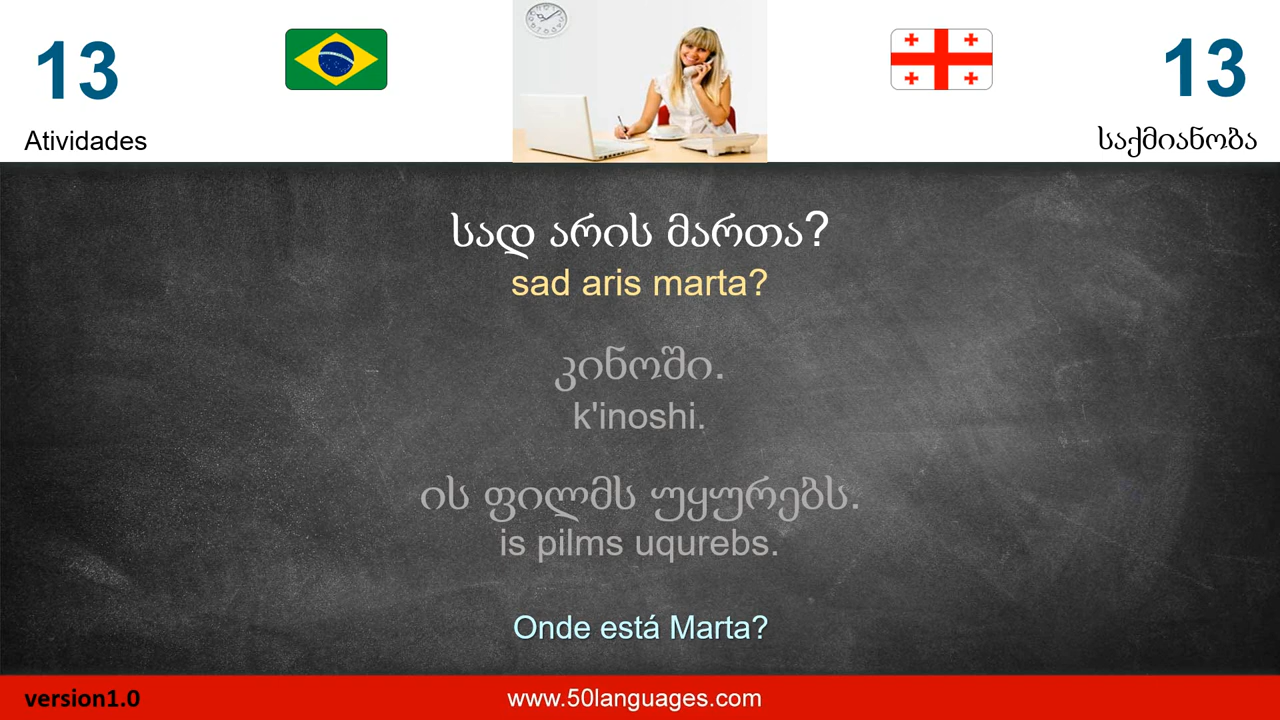 13
13
Atividades
საქმიანობა
სად არის მართა?
sad aris marta?
კინოში.
k'inoshi.
ის ფილმს უყურებს.
is pilms uqurebs.
Onde está Marta?
version1.0
www.50languages.com